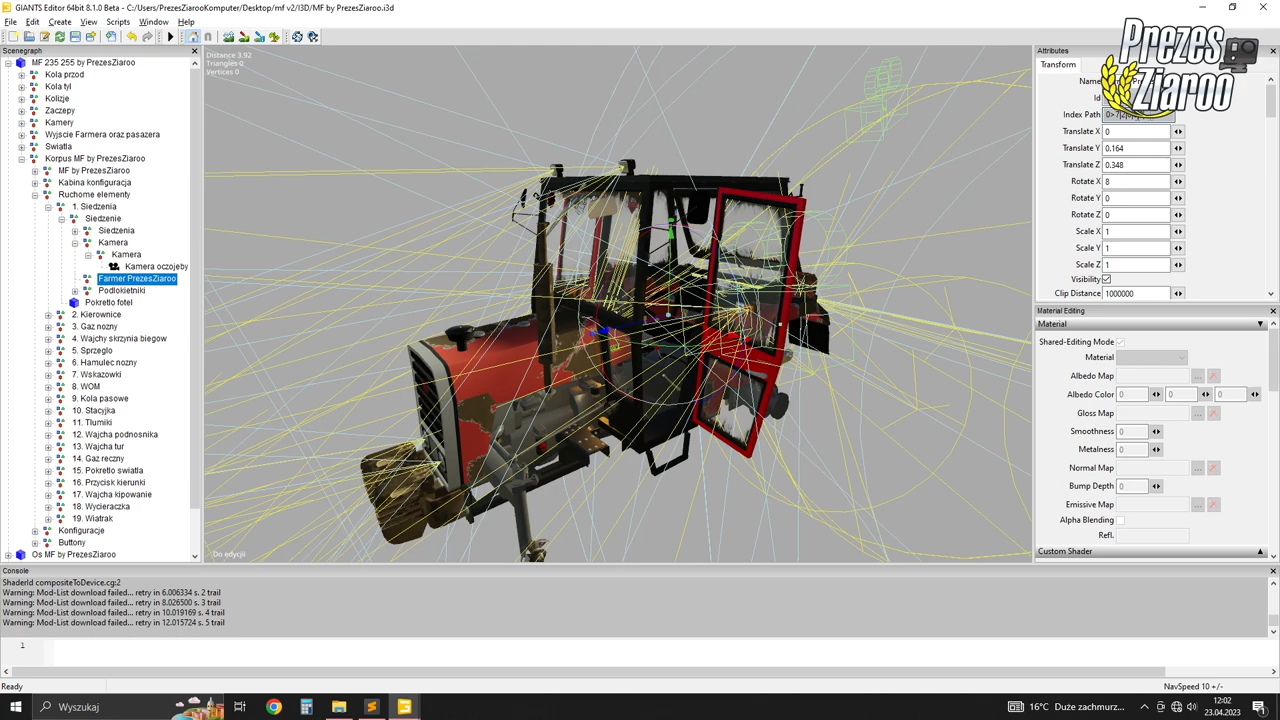 GIANTS Editor 64bit 8.1.0 Beta - C:/Users/PrezesZiarooKomputer/Desktop/mf v2/I3D/MF by PrezesZiaroo.i3d
File Edit Create View Scripts Window Help
Scenegraph
MF 235 255 by PrezesZiaroo
Kola przod
Kola tyl
Kolizje
Zaczepy
Kamery
Wyjscie Farmera oraz pasazera
Swiatla
Korpus MF by PrezesZiaroo
MF by PrezesZiaroo
Kabina konfiguracja
Ruchome elementy
1. Siedzenia
Siedzenie
Siedzenia
Kamera
Kamera
Kamera oczojeby
Farmer PrezesZiaroo
Podlokietniki
Pokretlo fotel
2. Kierownice
3. Gaz nozny
4. Wajchy skrzynia biegow
5. Sprzeglo
6. Hamulec nozny
7. Wskazowki
8. WOM
9. Kola pasowe
10. Stacyjka
11. Tlumiki
12. Wajcha podnosnika
13. Wajcha tur
14. Gaz reczny
15. Pokretlo swiatla
16. Przycisk kierunki
17. Wajcha kipowanie
18. Wycieraczka
19. Wiatrak
Konfiguracje
Buttony
Os MF by PrezesZiaroo
Distance 3.92
Triangles 0
Vertices 0
Do edycji
Prezes
Ziaroo
Attributes
Transform
Name
Id
Index Path
Translate X 0
Translate Y 0.164
Translate Z 0.348
Rotate X 8
Rotate Y 0
Rotate Z 0
Scale X 1
Scale Y 1
Scale Z 1
Visibility
Clip Distance 1000000
Material Editing
Material
Shared-Editing Mode
Material
Albedo Map ...
Albedo Color 0 0 0
Gloss Map ...
Smoothness 0
Metalness 0
Normal Map ...
Bump Depth 0
Emissive Map ...
Alpha Blending
Refl.
Custom Shader
Console
ShaderId compositeToDevice.cg:2
Warning: Mod-List download failed... retry in 6.006334 s. 2 trail
Warning: Mod-List download failed... retry in 8.026500 s. 3 trail
Warning: Mod-List download failed... retry in 10.019169 s. 4 trail
Warning: Mod-List download failed... retry in 12.015724 s. 5 trail
1
Ready
NavSpeed 10 +/-
Wyszukaj
16°C Duże zachmurz...
12:02
23.04.2023